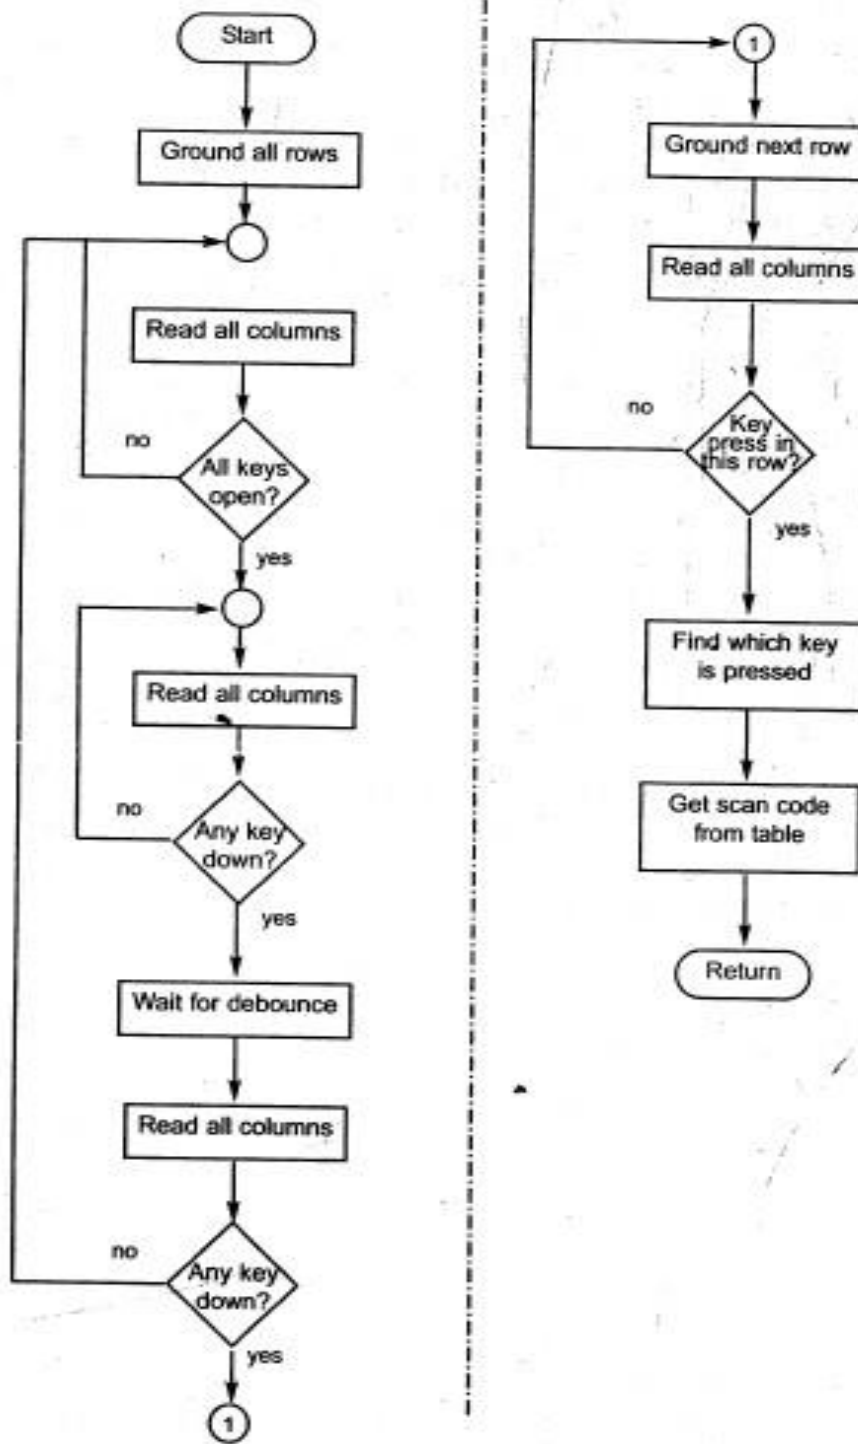 Start
Ground all rows
Read all columns
no
All keys
open?
yes
Read all columns
no
Any key
down?
yes
Wait for debounce
Read all columns
no
Any key
down?
yes
1
1
Ground next row
Read all columns
no
Key
press in
this row?
yes
Find which key
is pressed
Get scan code
from table
Return